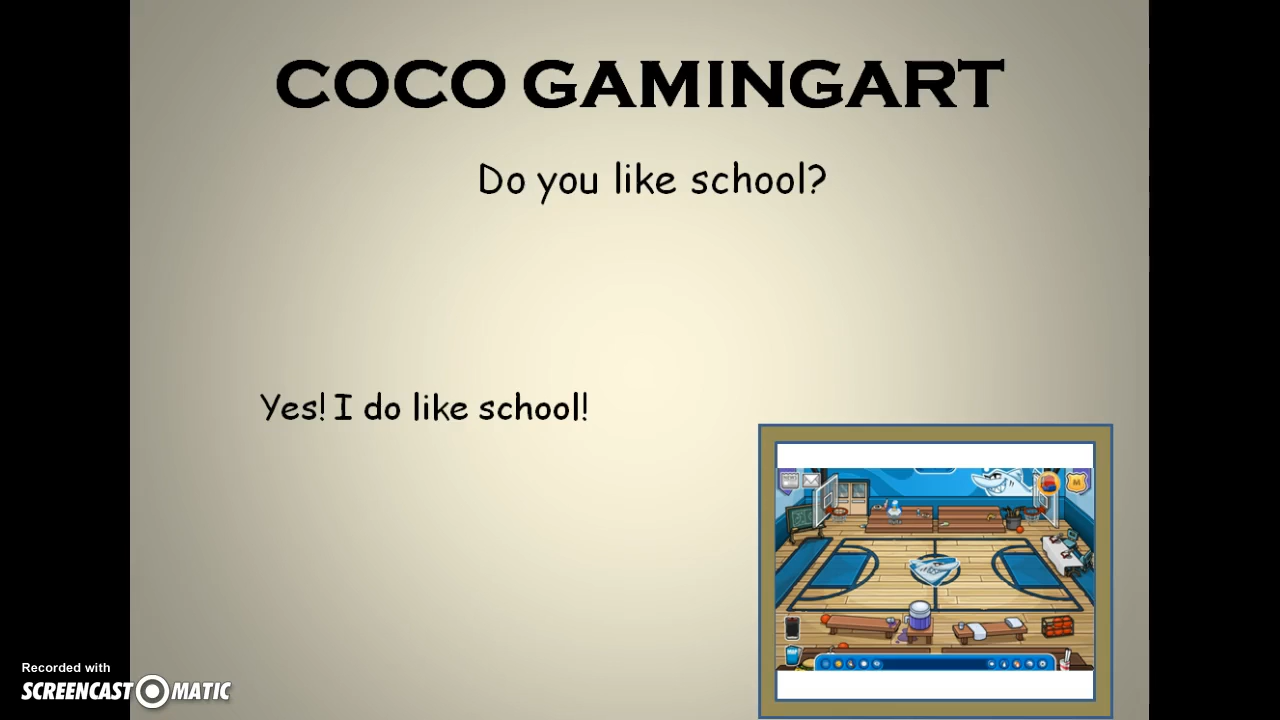 COCO GAMINGART
Do you like school?
Yes! I do like school!
M
Recorded with
SCREENCAST MATIC